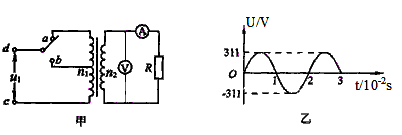 U/V
a
A
d
311
b
u₁
n₁
n₂
V
R
O
1
2
3
t/10⁻²s
c
-311
甲
乙